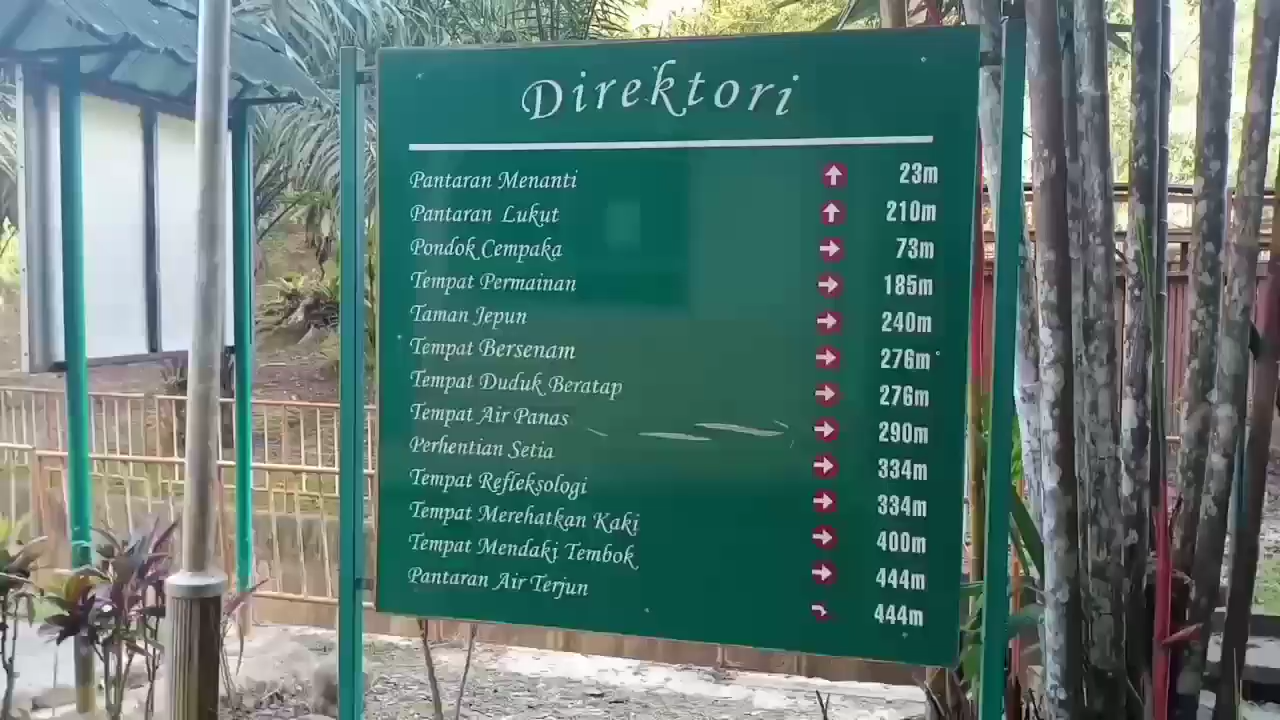 Direktori
Pantaran Menanti 23m
Pantaran Lukut 210m
Pondok Cempaka 73m
Tempat Permainan 185m
Taman Jepun 240m
Tempat Bersenam 276m
Tempat Duduk Beratap 276m
Tempat Air Panas 290m
Perhentian Setia 334m
Tempat Refleksologi 334m
Tempat Merehatkan Kaki 400m
Tempat Mendaki Tembok 444m
Pantaran Air Terjun 444m